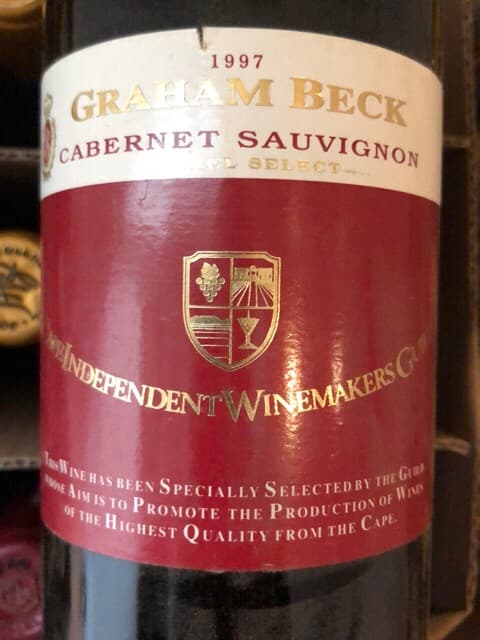 1997
GRAHAM BECK
CABERNET SAUVIGNON
SELECT
INDEPENDENT WINEMAKERS
THIS WINE HAS BEEN SPECIALLY SELECTED BY THE GUILD
WHOSE AIM IS TO PROMOTE THE PRODUCTION OF WINES
OF THE HIGHEST QUALITY FROM THE CAPE.